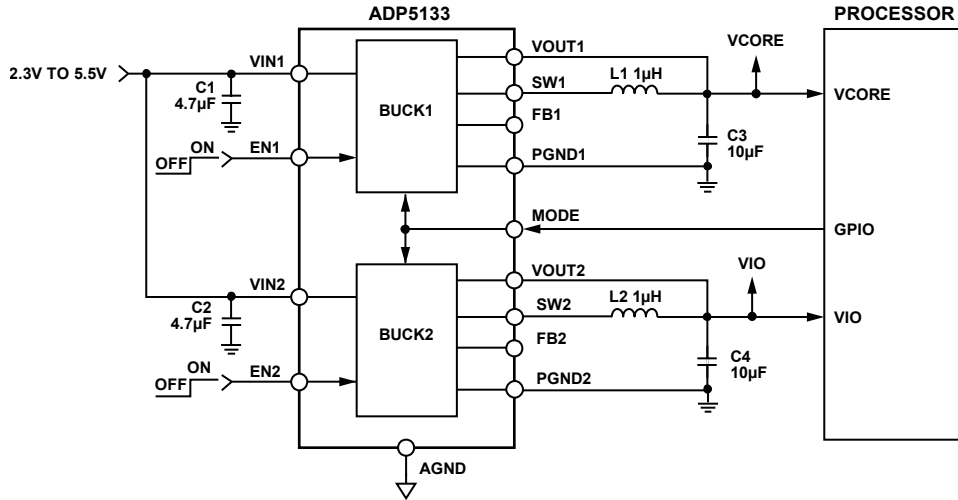 ADP5133
PROCESSOR
2.3V TO 5.5V
VIN1
C1
4.7µF
ON
OFF
EN1
BUCK1
VOUT1
SW1
FB1
PGND1
L1 1µH
VCORE
C3
10µF
VCORE
MODE
GPIO
VIN2
C2
4.7µF
ON
OFF
EN2
BUCK2
VOUT2
SW2
FB2
PGND2
L2 1µH
VIO
C4
10µF
VIO
AGND